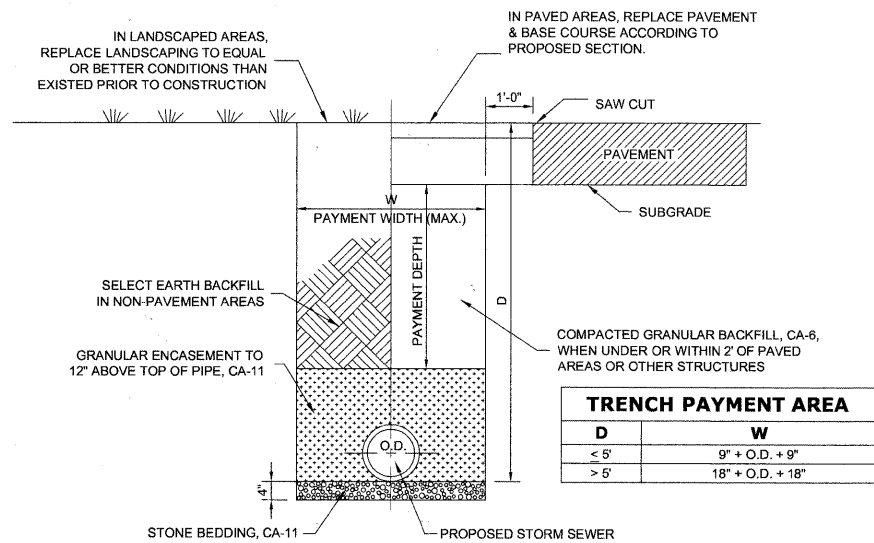 IN LANDSCAPED AREAS,
REPLACE LANDSCAPING TO EQUAL
OR BETTER CONDITIONS THAN
EXISTED PRIOR TO CONSTRUCTION
IN PAVED AREAS, REPLACE PAVEMENT
& BASE COURSE ACCORDING TO
PROPOSED SECTION.
1'-0"
SAW CUT
PAVEMENT
SUBGRADE
W
PAYMENT WIDTH (MAX.)
PAYMENT DEPTH
D
SELECT EARTH BACKFILL
IN NON-PAVEMENT AREAS
GRANULAR ENCASEMENT TO
12" ABOVE TOP OF PIPE, CA-11
COMPACTED GRANULAR BACKFILL, CA-6,
WHEN UNDER OR WITHIN 2' OF PAVED
AREAS OR OTHER STRUCTURES
O.D.
4"
STONE BEDDING, CA-11
PROPOSED STORM SEWER
TRENCH PAYMENT AREA
D W
≤ 5' 9" + O.D. + 9"
> 5' 18" + O.D. + 18"